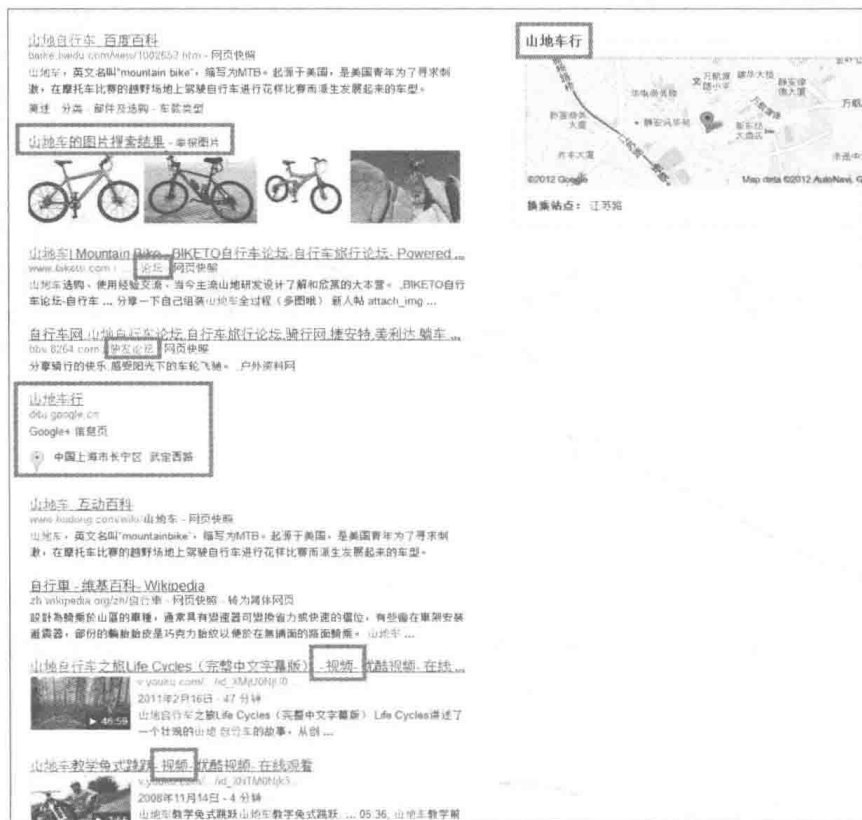 山地自行车_百度百科
baike.baidu.com/view/1002652.htm - 网页快照
山地车，英文名叫"mountain bike"，缩写为MTB。起源于美国，是美国青年为了寻求刺
激，在摩托车比赛的越野场地上驾驶自行车进行花样比赛而派生发展起来的车型。
简述 - 分类 - 部件及选购 - 车款类型
山地车的图片搜索结果 - 举报图片
山地车| Mountain Bike - BIKETO自行车论坛-自行车旅行论坛- Powered ...
www.biketo.com › ... 论坛 - 网页快照
山地车选购、使用经验交流，当今主流山地研发设计了解和欣赏的大本营。 ,BIKETO自行
车论坛-自行车 ... 分享一下自己组装山地车全过程（多图哦） 新人帖 attach_img ...
自行车网,山地自行车论坛,自行车旅行论坛,骑行网,捷安特,美利达,躺车 ...
bbs.8264.com 驴友论坛 - 网页快照
分享骑行的快乐,感受阳光下的车轮飞驰。 ,户外资料网
山地车行
ditu.google.cn
Google+ 信息页
中国上海市长宁区 武定西路
山地车_互动百科
www.hudong.com/wiki/山地车 - 网页快照
山地车，英文名叫"mountainbike"，缩写为MTB。起源于美国，是美国青年为了寻求刺
激，在摩托车比赛的越野场地上驾驶自行车进行花样比赛而派生发展起来的车型。
自行車 - 维基百科 - Wikipedia
zh.wikipedia.org/zh/自行車 - 网页快照 - 转为简体网页
設計為騎乘於山區的車種，通常具有變速器可變換省力或快速的檔位，有些會在車架安裝
避震器，部份的輪胎胎皮是巧克力胎紋以便於在無鋪面的路面騎乘。 山地车 ...
山地自行车之旅Life Cycles（完整中文字幕版） -视频- 优酷视频- 在线 ...
v.youku.com/
2011年2月16日 - 47 分钟
46:59
山地自行车之旅Life Cycles（完整中文字幕版） Life Cycles讲述了
一个壮观的山地自行车的故事，从创 ...
山地车教学兔式跳跃- 视频- 优酷视频- 在线观看
v.youku.com/
2008年11月14日 - 4 分钟
山地车教学兔式跳跃山地车教学兔式跳跃. ... 05:36. 山地车教学前
山地车行
华电商务楼
静安风华苑
©2012 Google
Map data ©2012 AutoNavi, G
换乘站点： 江苏路